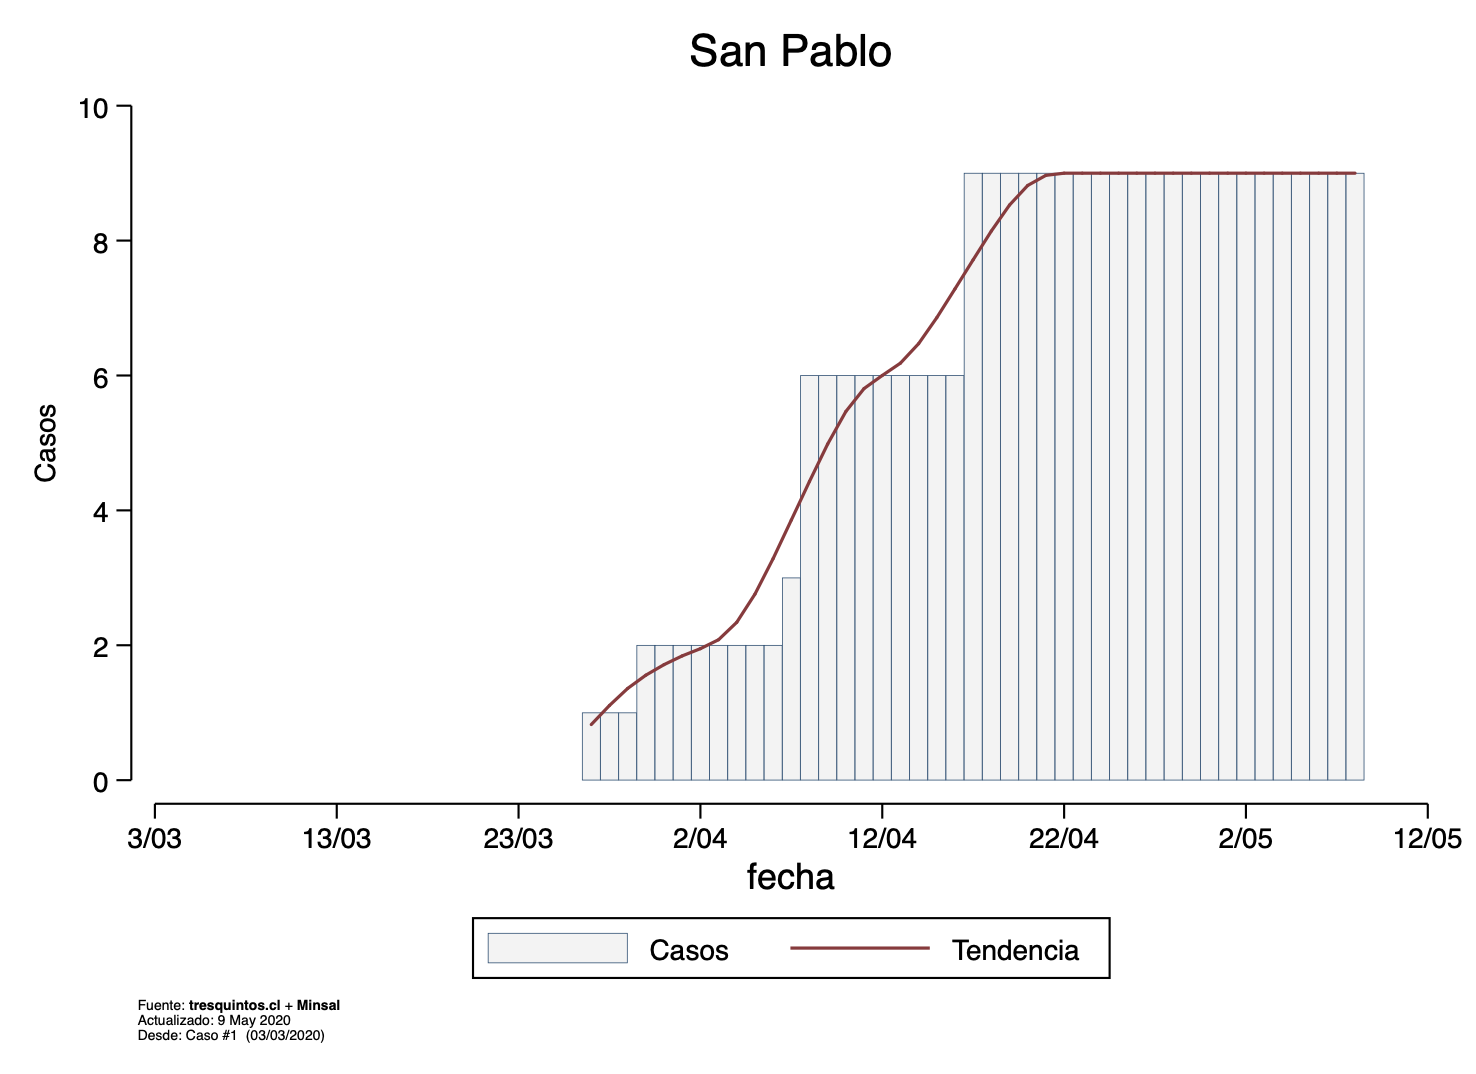 San Pablo
10
8
6
4
2
0
Casos
3/03 13/03 23/03 2/04 12/04 22/04 2/05 12/05
fecha
Casos Tendencia
Fuente: tresquintos.cl + Minsal
Actualizado: 9 May 2020
Desde: Caso #1 (03/03/2020)